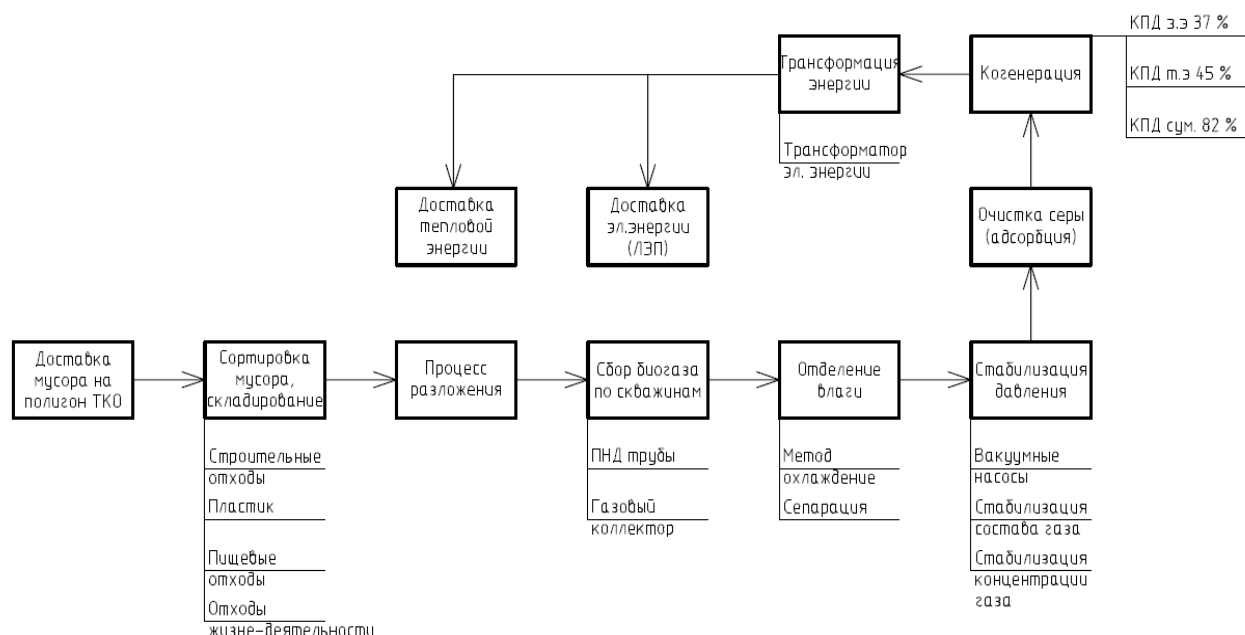 КПД з.э 37 %
КПД т.э 45 %
КПД сум. 82 %
Когенерация
Трансформация
энергии
Трансформатор
эл. энергии
Доставка
тепловой
энергии
Доставка
эл.энергии
(ЛЭП)
Очистка серы
(адсорбция)
Доставка
мусора на
полигон ТКО
Сортировка
мусора,
складирование
Строительные
отходы
Пластик
Пищевые
отходы
Отходы
жизне-деятельности
Процесс
разложения
Сбор биогаза
по скважинам
ПНД трубы
Газовый
коллектор
Отделение
влаги
Метод
охлаждение
Сепарация
Стабилизация
давления
Вакуумные
насосы
Стабилизация
состава газа
Стабилизация
концентрации
газа